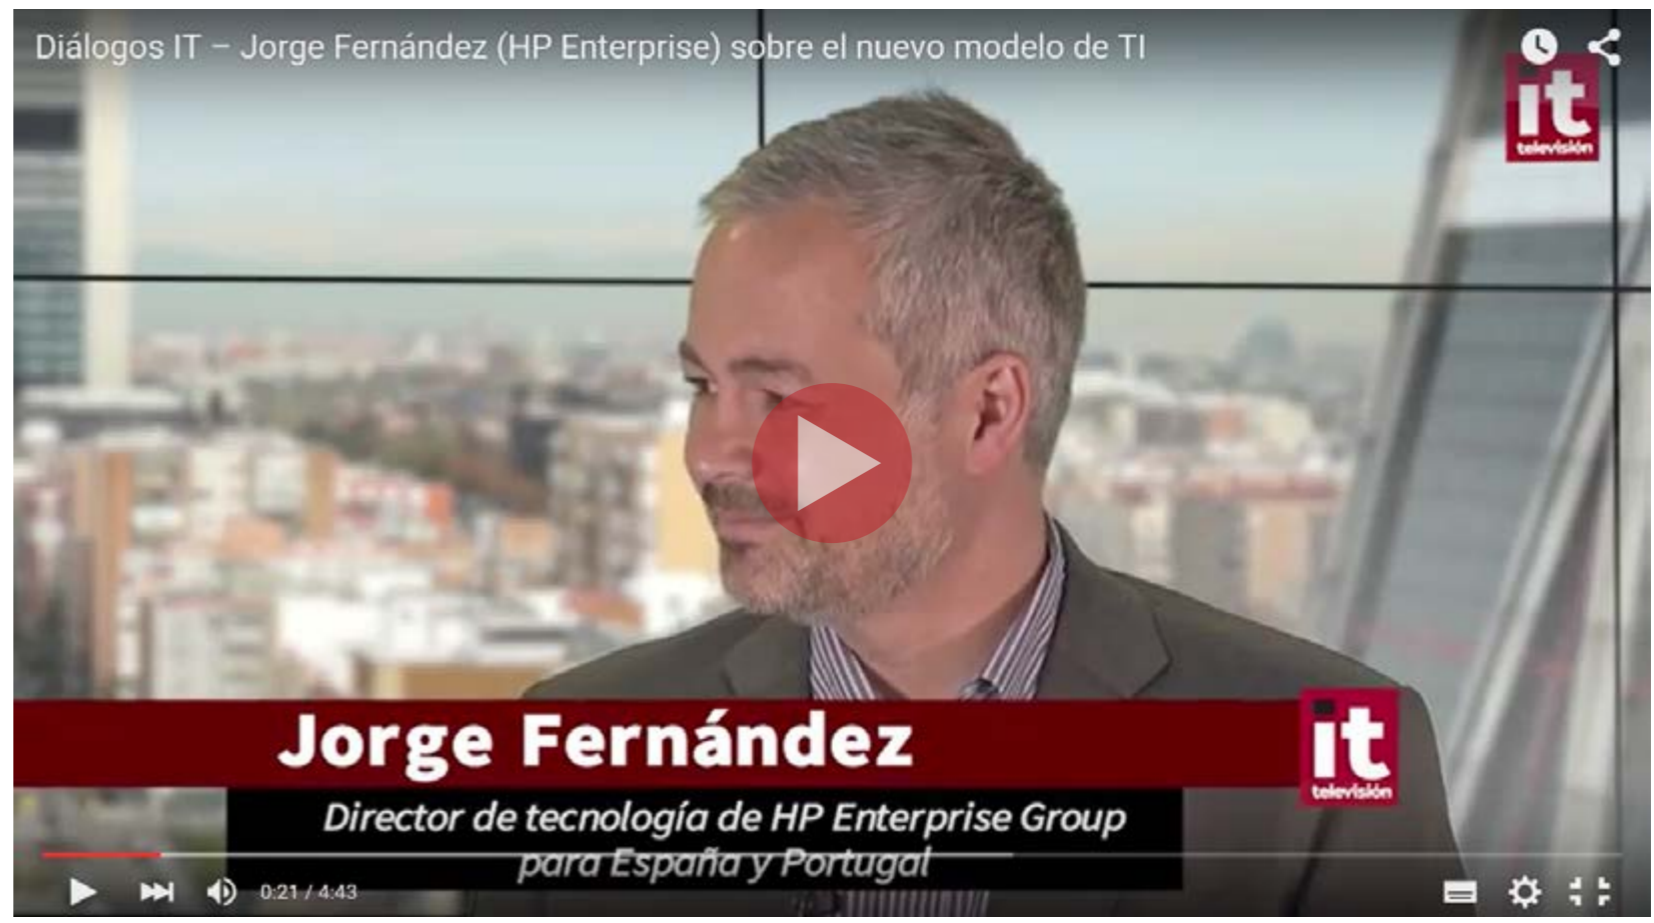 Diálogos IT – Jorge Fernández (HP Enterprise) sobre el nuevo modelo de TI
it
televisión
Jorge Fernández
it
televisión
Director de tecnología de HP Enterprise Group
para España y Portugal
0:21 / 4:43